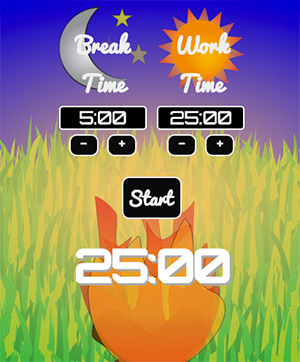 Break Work
Time Time
5:00 25:00
- + - +
Start
25:00